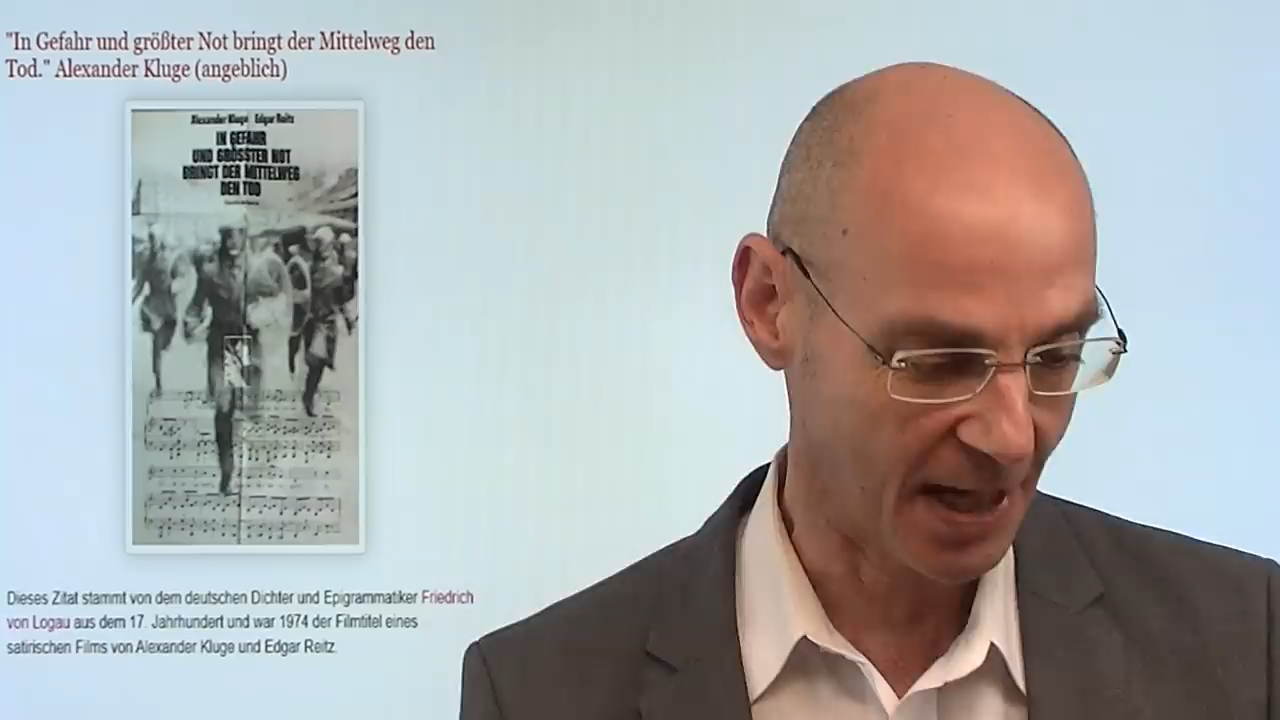 "In Gefahr und größter Not bringt der Mittelweg den
Tod." Alexander Kluge (angeblich)
Alexander Kluge Edgar Reitz
IN GEFAHR
UND GRÖSSTER NOT
BRINGT DER MITTELWEG
DEN TOD
Dieses Zitat stammt von dem deutschen Dichter und Epigrammatiker Friedrich
von Logau aus dem 17. Jahrhundert und war 1974 der Filmtitel eines
satirischen Films von Alexander Kluge und Edgar Reitz.